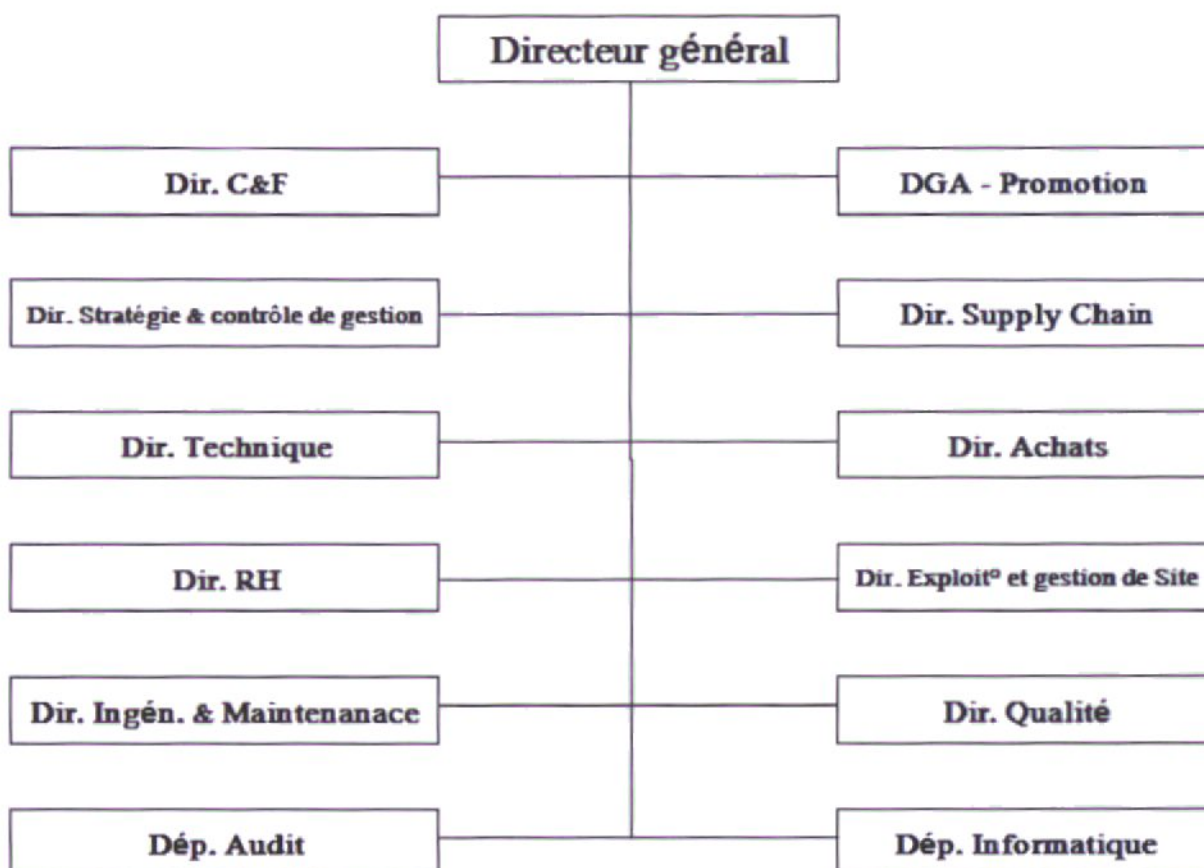 Directeur général
Dir. C&F
DGA - Promotion
Dir. Stratégie & contrôle de gestion
Dir. Supply Chain
Dir. Technique
Dir. Achats
Dir. RH
Dir. Exploit° et gestion de Site
Dir. Ingén. & Maintenanace
Dir. Qualité
Dép. Audit
Dép. Informatique